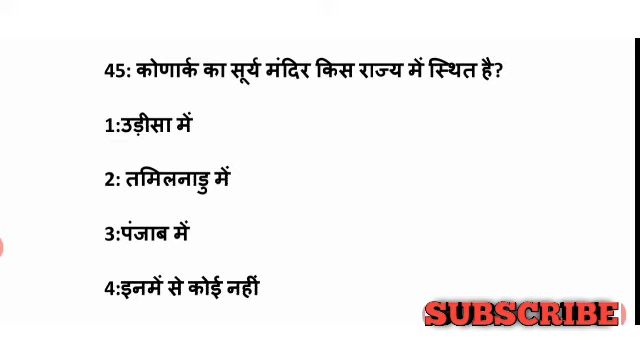 45: कोणार्क का सूर्य मंदिर किस राज्य में स्थित है?
1:उड़ीसा में
2: तमिलनाडु में
3:पंजाब में
4:इनमें से कोई नहीं
SUBSCRIBE